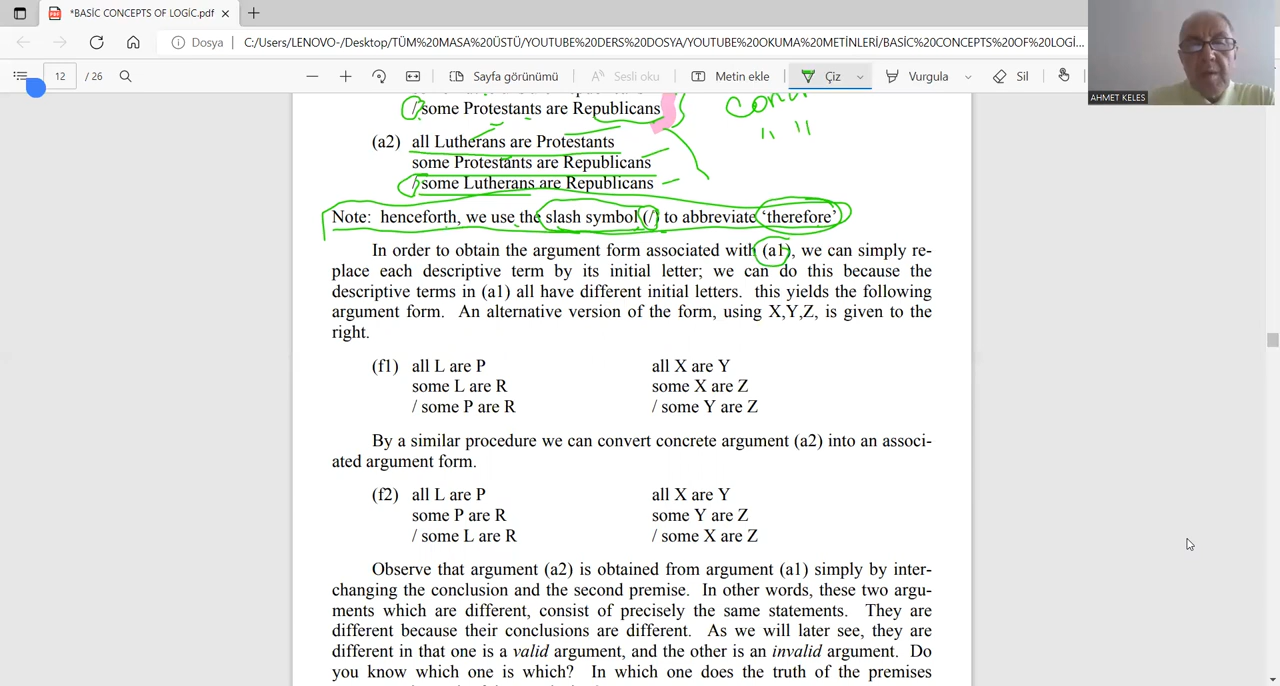 *BASİC CONCEPTS OF LOGİC.pdf
Dosya
C:/Users/LENOVO-/Desktop/TÜM%20MASA%20ÜSTÜ/YOUTUBE%20DERS%20DOSYA/YOUTUBE%20OKUMA%20METİNLERİ/BASİC%20CONCEPTS%20OF%20LOGİ...
12 / 26
Sayfa görünümü
Sesli oku
Metin ekle
Çiz
Vurgula
Sil
AHMET KELES
/ some Protestants are Republicans
(a2) all Lutherans are Protestants
some Protestants are Republicans
/ some Lutherans are Republicans
Note: henceforth, we use the slash symbol (/) to abbreviate ‘therefore’
In order to obtain the argument form associated with (a1), we can simply re-
place each descriptive term by its initial letter; we can do this because the
descriptive terms in (a1) all have different initial letters. this yields the following
argument form. An alternative version of the form, using X,Y,Z, is given to the
right.
(f1) all L are P all X are Y
some L are R some X are Z
/ some P are R / some Y are Z
By a similar procedure we can convert concrete argument (a2) into an associ-
ated argument form.
(f2) all L are P all X are Y
some P are R some Y are Z
/ some L are R / some X are Z
Observe that argument (a2) is obtained from argument (a1) simply by inter-
changing the conclusion and the second premise. In other words, these two argu-
ments which are different, consist of precisely the same statements. They are
different because their conclusions are different. As we will later see, they are
different in that one is a valid argument, and the other is an invalid argument. Do
you know which one is which? In which one does the truth of the premises